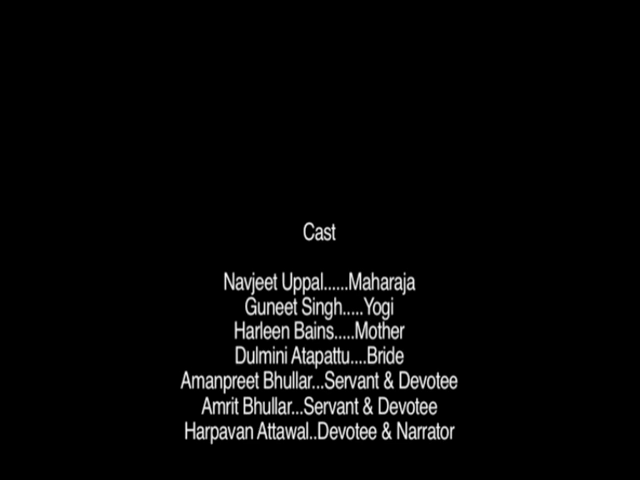 Cast
Navjeet Uppal......Maharaja
Guneet Singh.....Yogi
Harleen Bains.....Mother
Dulmini Atapattu....Bride
Amanpreet Bhullar...Servant & Devotee
Amrit Bhullar...Servant & Devotee
Harpavan Attawal..Devotee & Narrator